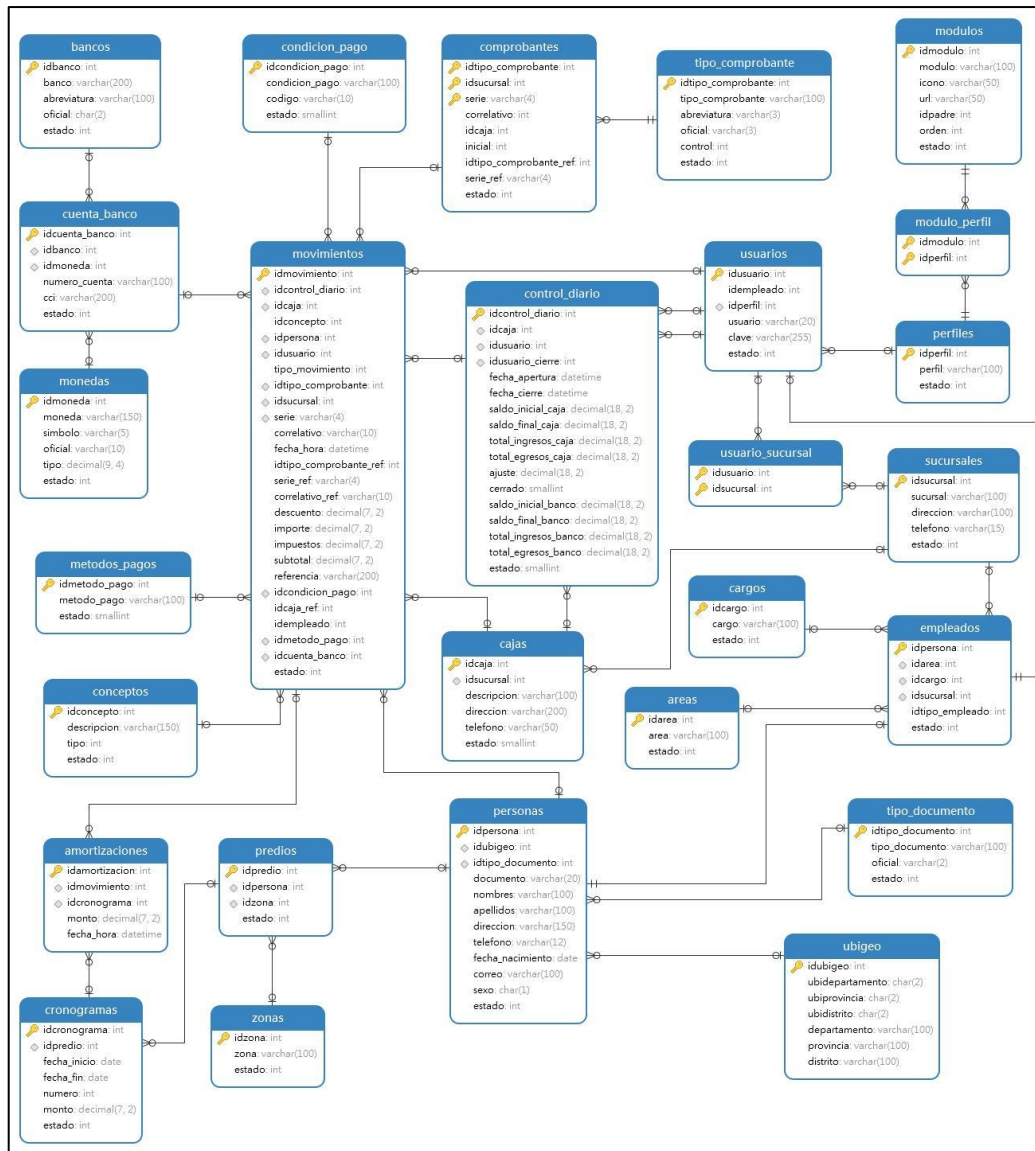 bancos
idbanco: int
banco: varchar(200)
abreviatura: varchar(100)
oficial: char(2)
estado: int
condicion_pago
idcondicion_pago: int
condicion_pago: varchar(100)
codigo: varchar(10)
estado: smallint
comprobantes
idtipo_comprobante: int
idsucursal: int
serie: varchar(4)
correlativo: int
idcaja: int
inicial: int
idtipo_comprobante_ref: int
serie_ref: varchar(4)
estado: int
tipo_comprobante
idtipo_comprobante: int
tipo_comprobante: varchar(100)
abreviatura: varchar(3)
oficial: varchar(3)
control: int
estado: int
modulos
idmodulo: int
modulo: varchar(100)
icono: varchar(50)
url: varchar(50)
idpadre: int
orden: int
estado: int
cuenta_banco
idcuenta_banco: int
idbanco: int
idmoneda: int
numero_cuenta: varchar(100)
cci: varchar(200)
estado: int
movimientos
idmovimiento: int
idcontrol_diario: int
idcaja: int
idconcepto: int
idpersona: int
idusuario: int
tipo_movimiento: int
idtipo_comprobante: int
idsucursal: int
serie: varchar(4)
correlativo: varchar(10)
fecha_hora: datetime
idtipo_comprobante_ref: int
serie_ref: varchar(4)
correlativo_ref: varchar(10)
descuento: decimal(7, 2)
importe: decimal(7, 2)
impuestos: decimal(7, 2)
subtotal: decimal(7, 2)
referencia: varchar(200)
idcondicion_pago: int
idcaja_ref: int
idempleado: int
idmetodo_pago: int
idcuenta_banco: int
estado: int
control_diario
idcontrol_diario: int
idcaja: int
idusuario: int
idusuario_cierre: int
fecha_apertura: datetime
fecha_cierre: datetime
saldo_inicial_caja: decimal(18, 2)
saldo_final_caja: decimal(18, 2)
total_ingresos_caja: decimal(18, 2)
total_egresos_caja: decimal(18, 2)
ajuste: decimal(18, 2)
cerrado: smallint
saldo_inicial_banco: decimal(18, 2)
saldo_final_banco: decimal(18, 2)
total_ingresos_banco: decimal(18, 2)
total_egresos_banco: decimal(18, 2)
estado: smallint
usuarios
idusuario: int
idempleado: int
idperfil: int
usuario: varchar(20)
clave: varchar(255)
estado: int
modulo_perfil
idmodulo: int
idperfil: int
perfiles
idperfil: int
perfil: varchar(100)
estado: int
monedas
idmoneda: int
moneda: varchar(150)
simbolo: varchar(5)
oficial: varchar(10)
tipo: decimal(9, 4)
estado: int
usuario_sucursal
idusuario: int
idsucursal: int
sucursales
idsucursal: int
sucursal: varchar(100)
direccion: varchar(100)
telefono: varchar(15)
estado: int
metodos_pagos
idmetodo_pago: int
metodo_pago: varchar(100)
estado: smallint
cargos
idcargo: int
cargo: varchar(100)
estado: int
empleados
idpersona: int
idarea: int
idcargo: int
idsucursal: int
idtipo_empleado: int
estado: int
cajas
idcaja: int
idsucursal: int
descripcion: varchar(100)
direccion: varchar(200)
telefono: varchar(50)
estado: smallint
conceptos
idconcepto: int
descripcion: varchar(150)
tipo: int
estado: int
areas
idarea: int
area: varchar(100)
estado: int
personas
idpersona: int
idubigeo: int
idtipo_documento: int
documento: varchar(20)
nombres: varchar(100)
apellidos: varchar(100)
direccion: varchar(150)
telefono: varchar(12)
fecha_nacimiento: date
correo: varchar(100)
sexo: char(1)
estado: int
tipo_documento
idtipo_documento: int
tipo_documento: varchar(100)
oficial: varchar(2)
estado: int
amortizaciones
idamortizacion: int
idmovimiento: int
idcronograma: int
monto: decimal(7, 2)
fecha_hora: datetime
predios
idpredio: int
idpersona: int
idzona: int
estado: int
ubigeo
idubigeo: int
ubidepartamento: char(2)
ubiprovincia: char(2)
ubidistrito: char(2)
departamento: varchar(100)
provincia: varchar(100)
distrito: varchar(100)
cronogramas
idcronograma: int
idpredio: int
fecha_inicio: date
fecha_fin: date
numero: int
monto: decimal(7, 2)
estado: int
zonas
idzona: int
zona: varchar(100)
estado: int